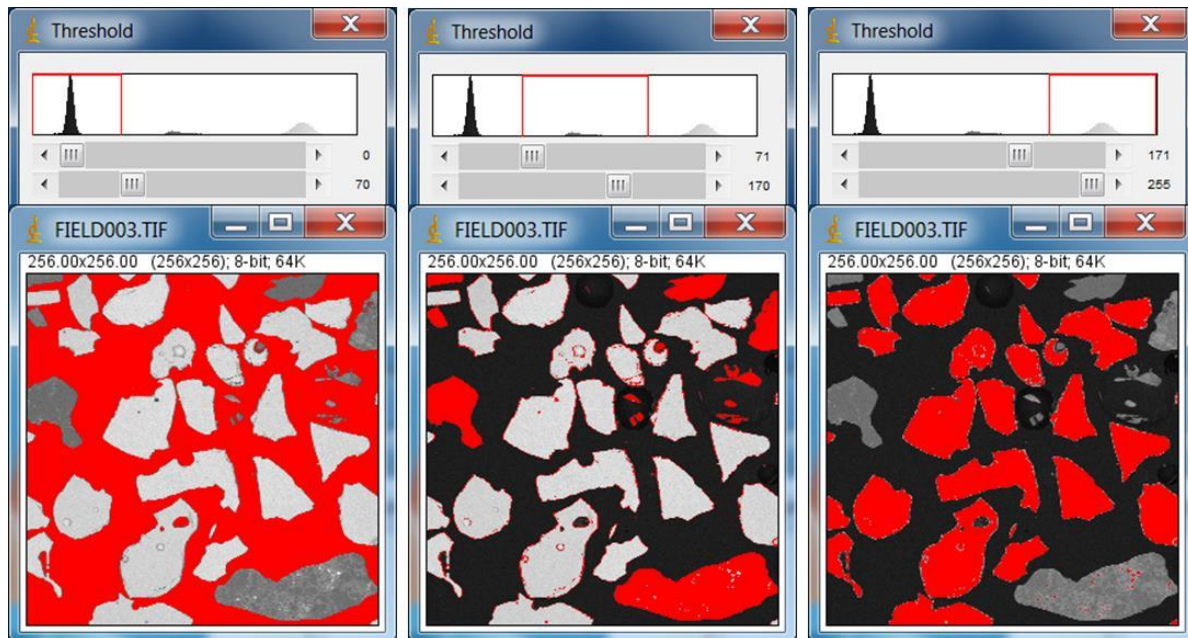 Threshold
0
70
FIELD003.TIF
256.00x256.00 (256x256); 8-bit; 64K
Threshold
71
170
FIELD003.TIF
256.00x256.00 (256x256); 8-bit; 64K
Threshold
171
255
FIELD003.TIF
256.00x256.00 (256x256); 8-bit; 64K